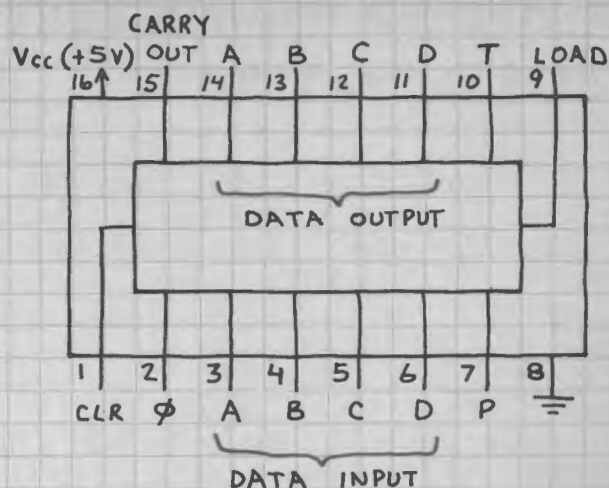 CARRY
Vcc (+5V) OUT A B C D T LOAD
16 15 14 13 12 11 10 9
DATA OUTPUT
1 2 3 4 5 6 7 8
CLR Ø A B C D P
DATA INPUT